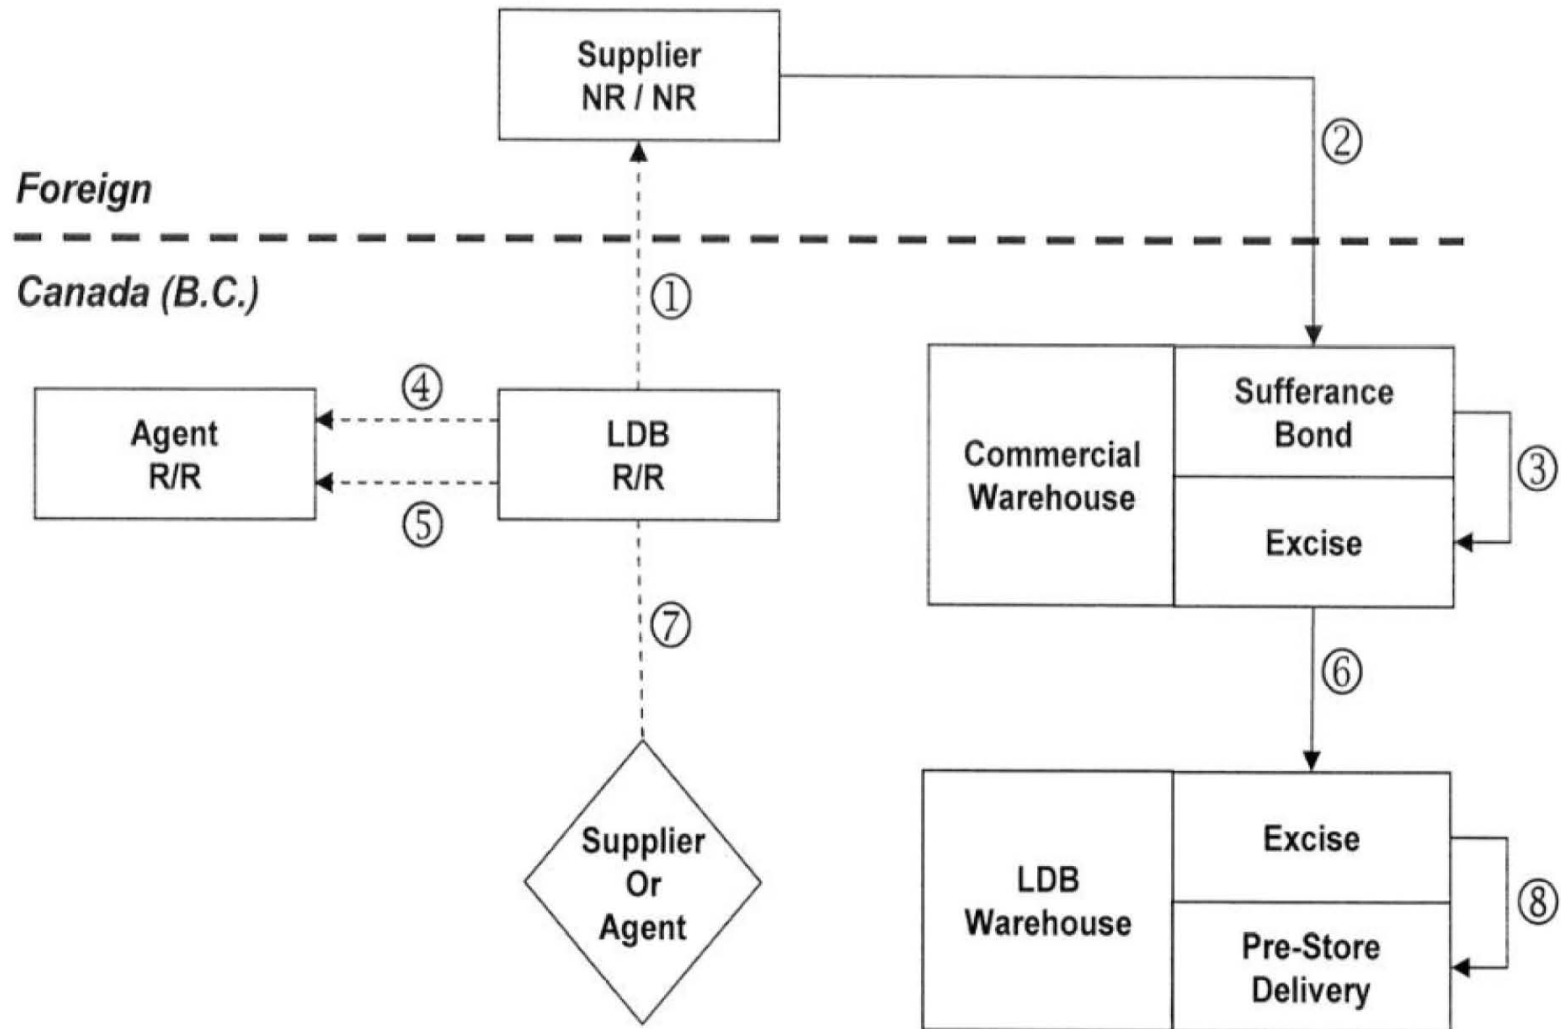 Supplier
NR / NR
②
Foreign
Canada (B.C.)
①
④
Agent
R/R
LDB
R/R
⑤
Commercial
Warehouse
Sufferance
Bond
③
Excise
⑦
⑥
Supplier
Or
Agent
LDB
Warehouse
Excise
⑧
Pre-Store
Delivery